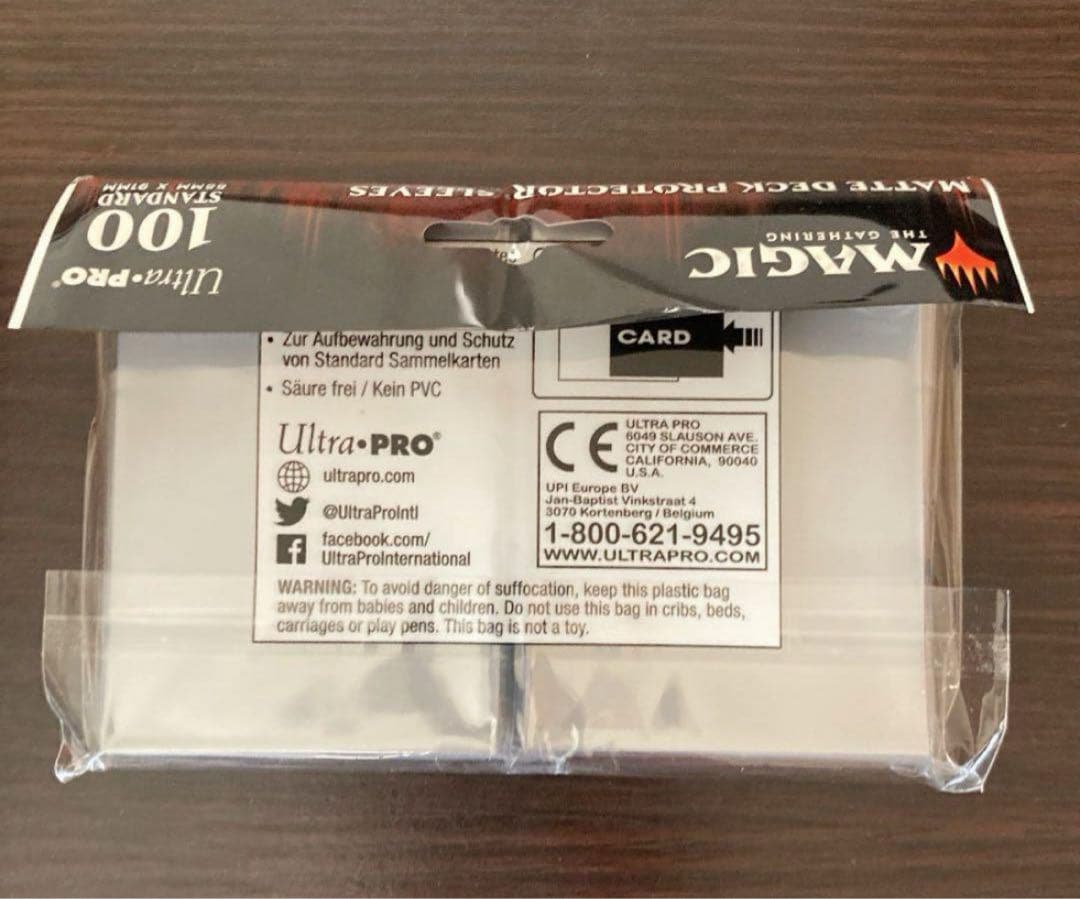 MATTE DECK PROTECTOR SLEEVES
MAGIC
THE GATHERING
Ultra•PRO®
100
STANDARD
66MM X 91MM
• Zur Aufbewahrung und Schutz
von Standard Sammelkarten
• Säure frei / Kein PVC
Ultra•PRO®
ultrapro.com
@UltraProIntl
facebook.com/
UltraProInternational
CARD
CE
ULTRA PRO
6049 SLAUSON AVE.
CITY OF COMMERCE
CALIFORNIA, 90040
U.S.A.
UPI Europe BV
Jan-Baptist Vinkstraat 4
3070 Kortenberg / Belgium
1-800-621-9495
WWW.ULTRAPRO.COM
WARNING: To avoid danger of suffocation, keep this plastic bag
away from babies and children. Do not use this bag in cribs, beds,
carriages or play pens. This bag is not a toy.